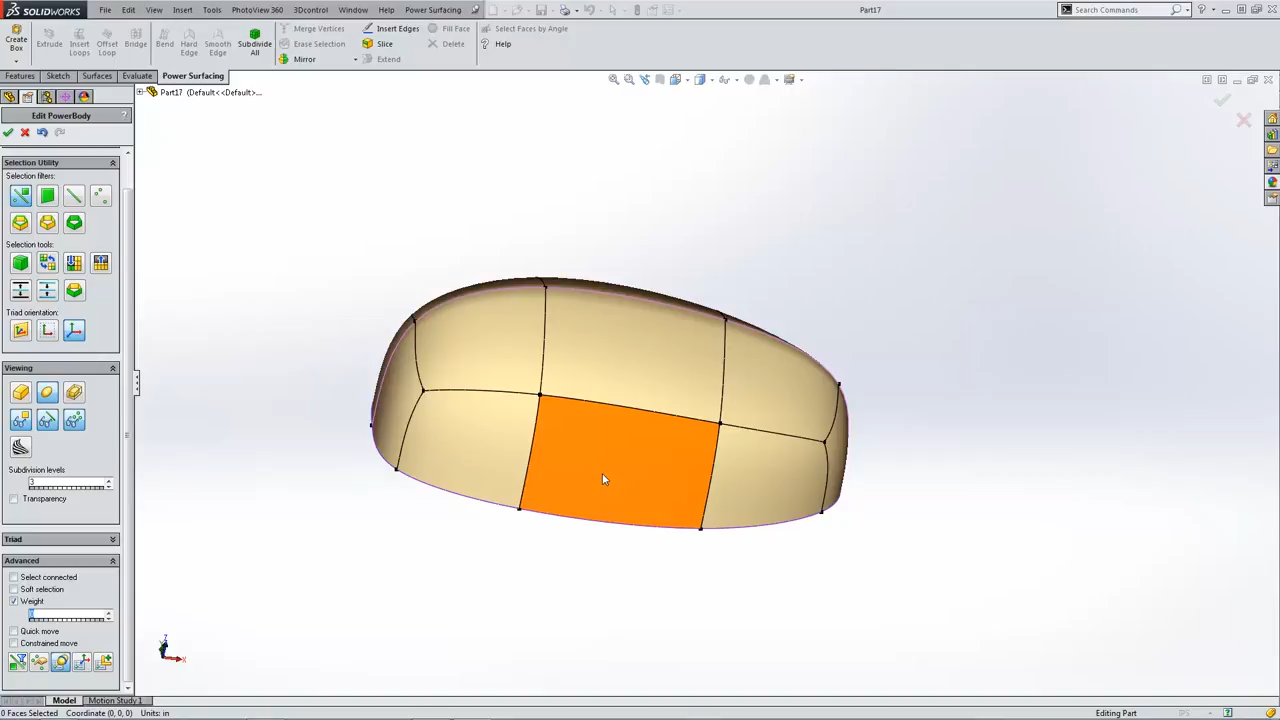 SOLIDWORKS File Edit View Insert Tools PhotoView 360 3Dcontrol Window Help Power Surfacing Part17 Search Commands
Create Box Extrude Insert Loops Offset Loop Bridge Bend Hard Edge Smooth Edge Subdivide All
Merge Vertices Insert Edges Fill Face Select Faces by Angle
Erase Selection Slice Delete Help
Mirror Extend
Features Sketch Surfaces Evaluate Power Surfacing
Part17 (Default<<Default>...
Edit PowerBody ?
Selection Utility
Selection filters:
Selection tools:
Triad orientation:
Viewing
Subdivision levels
3
Transparency
Triad
Advanced
Select connected
Soft selection
Weight
Quick move
Constrained move
Z
X
Model Motion Study 1
0 Faces Selected Coordinate (0, 0, 0) Units: in Editing Part